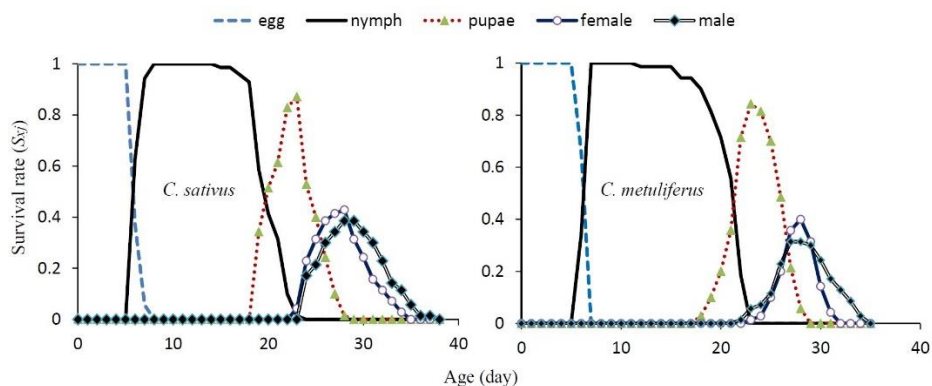 egg nymph pupae female male
Survival rate (Sxj)
1
0.8
0.6
0.4
0.2
0
C. sativus
0 20 40
1
0.8
0.6
0.4
0.2
0
C. metuliferus
0 10 20 30 40
Age (day)